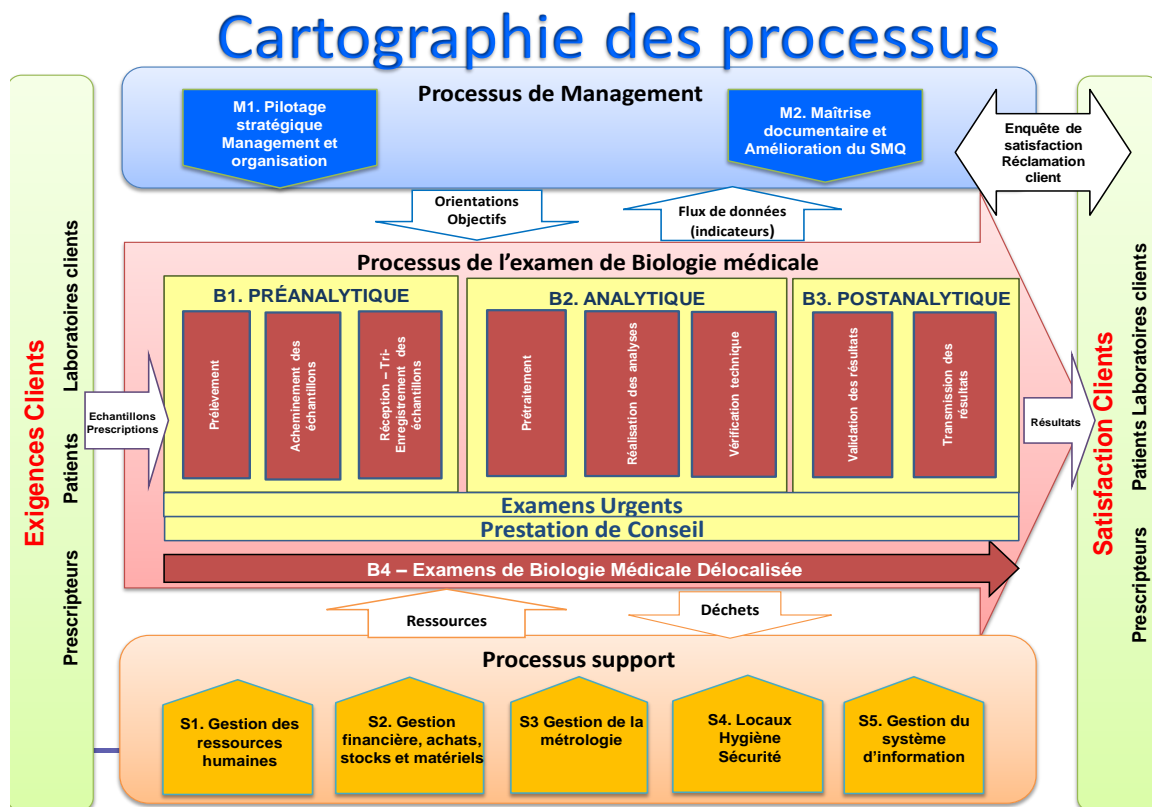 Cartographie des processus
Processus de Management
M1. Pilotage
stratégique
Management et
organisation
M2. Maîtrise
documentaire et
Amélioration du SMQ
Enquête de
satisfaction
Réclamation
client
Orientations
Objectifs
Flux de données
(indicateurs)
Exigences Clients
Prescripteurs
Patients
Laboratoires clients
Echantillons
Prescriptions
Processus de l'examen de Biologie médicale
B1. PRÉANALYTIQUE
Prélèvement
Acheminement des
échantillons
Réception – Tri-
Enregistrement des
échantillons
B2. ANALYTIQUE
Prétraitement
Réalisation des analyses
Vérification technique
B3. POSTANALYTIQUE
Validation des résultats
Transmission des
résultats
Examens Urgents
Prestation de Conseil
B4 – Examens de Biologie Médicale Délocalisée
Résultats
Satisfaction Clients
Prescripteurs
Patients Laboratoires clients
Ressources
Déchets
Processus support
S1. Gestion des
ressources
humaines
S2. Gestion
financière, achats,
stocks et matériels
S3 Gestion de la
métrologie
S4. Locaux
Hygiène
Sécurité
S5. Gestion du
système
d'information